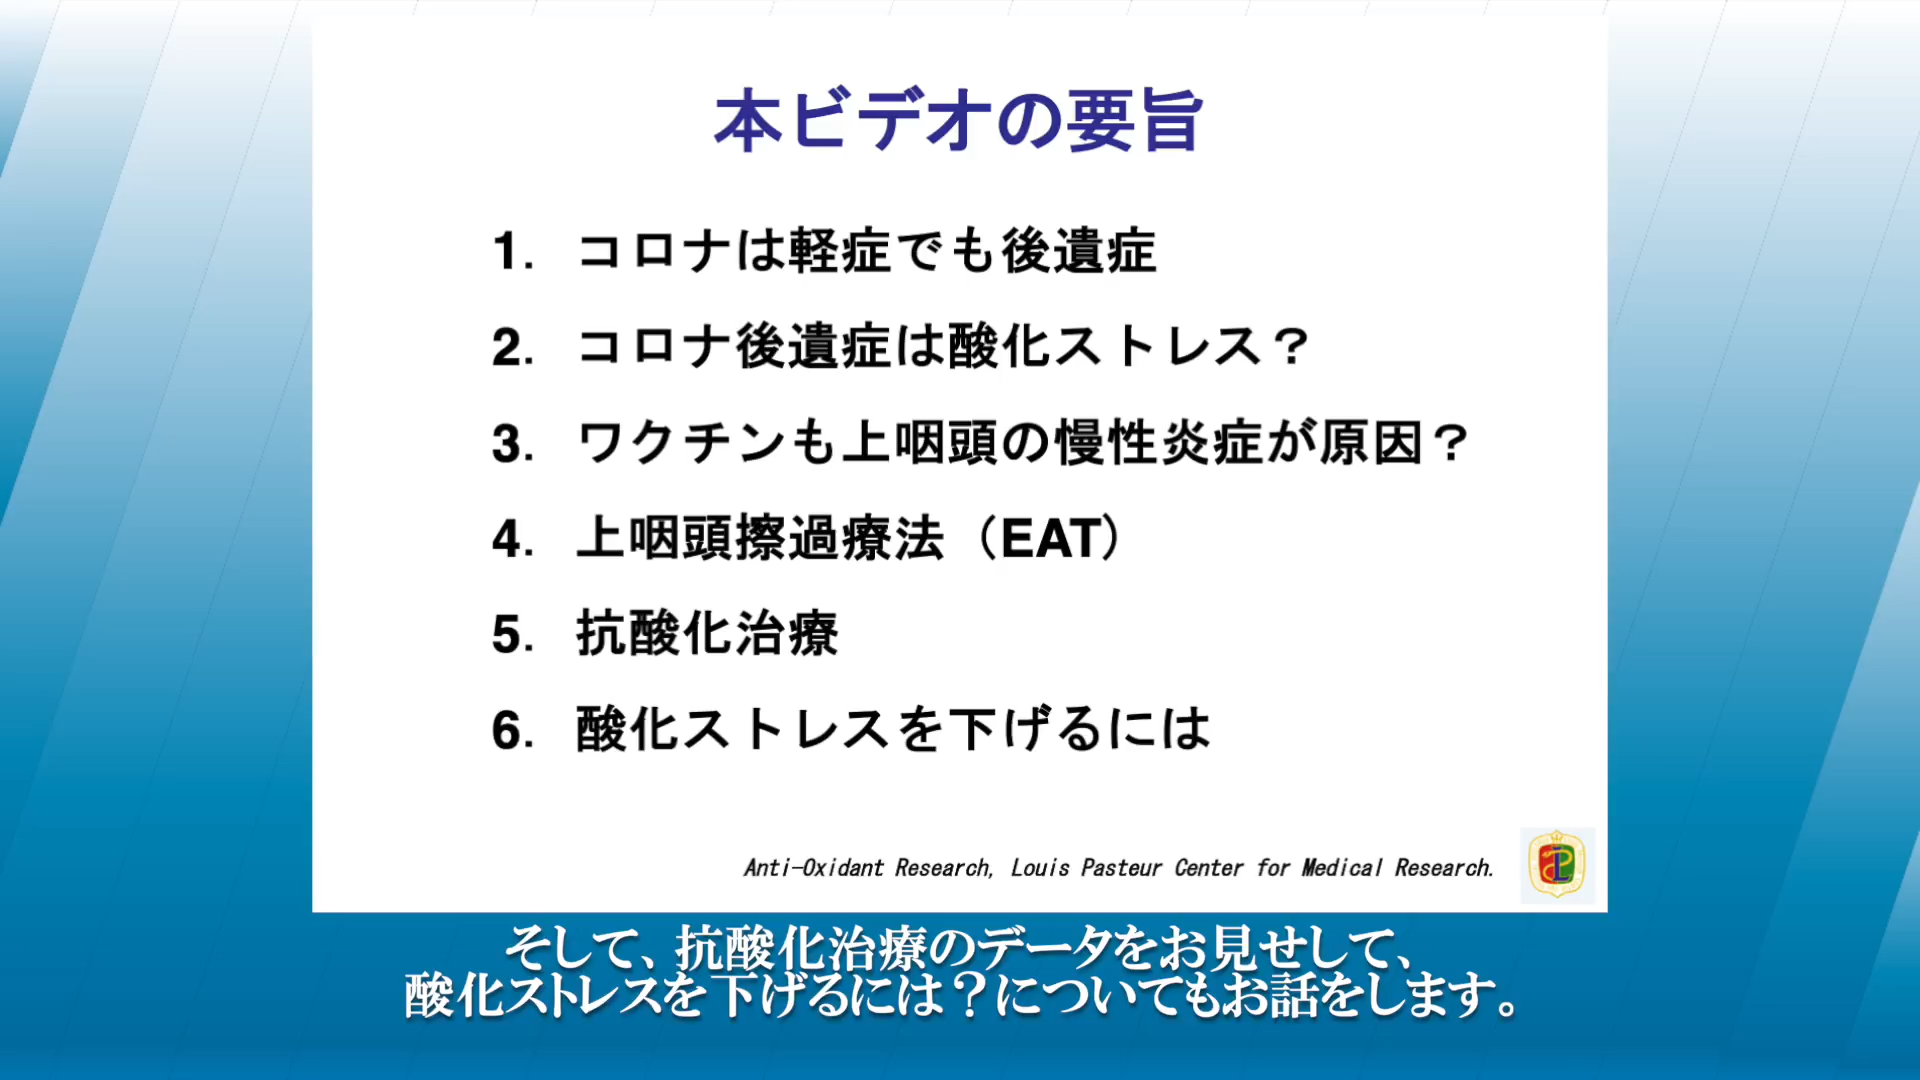 本ビデオの要旨
1. コロナは軽症でも後遺症
2. コロナ後遺症は酸化ストレス？
3. ワクチンも上咽頭の慢性炎症が原因？
4. 上咽頭擦過療法（EAT）
5. 抗酸化治療
6. 酸化ストレスを下げるには
Anti-Oxidant Research, Louis Pasteur Center for Medical Research.
そして、抗酸化治療のデータをお見せして、
酸化ストレスを下げるには？についてもお話をします。